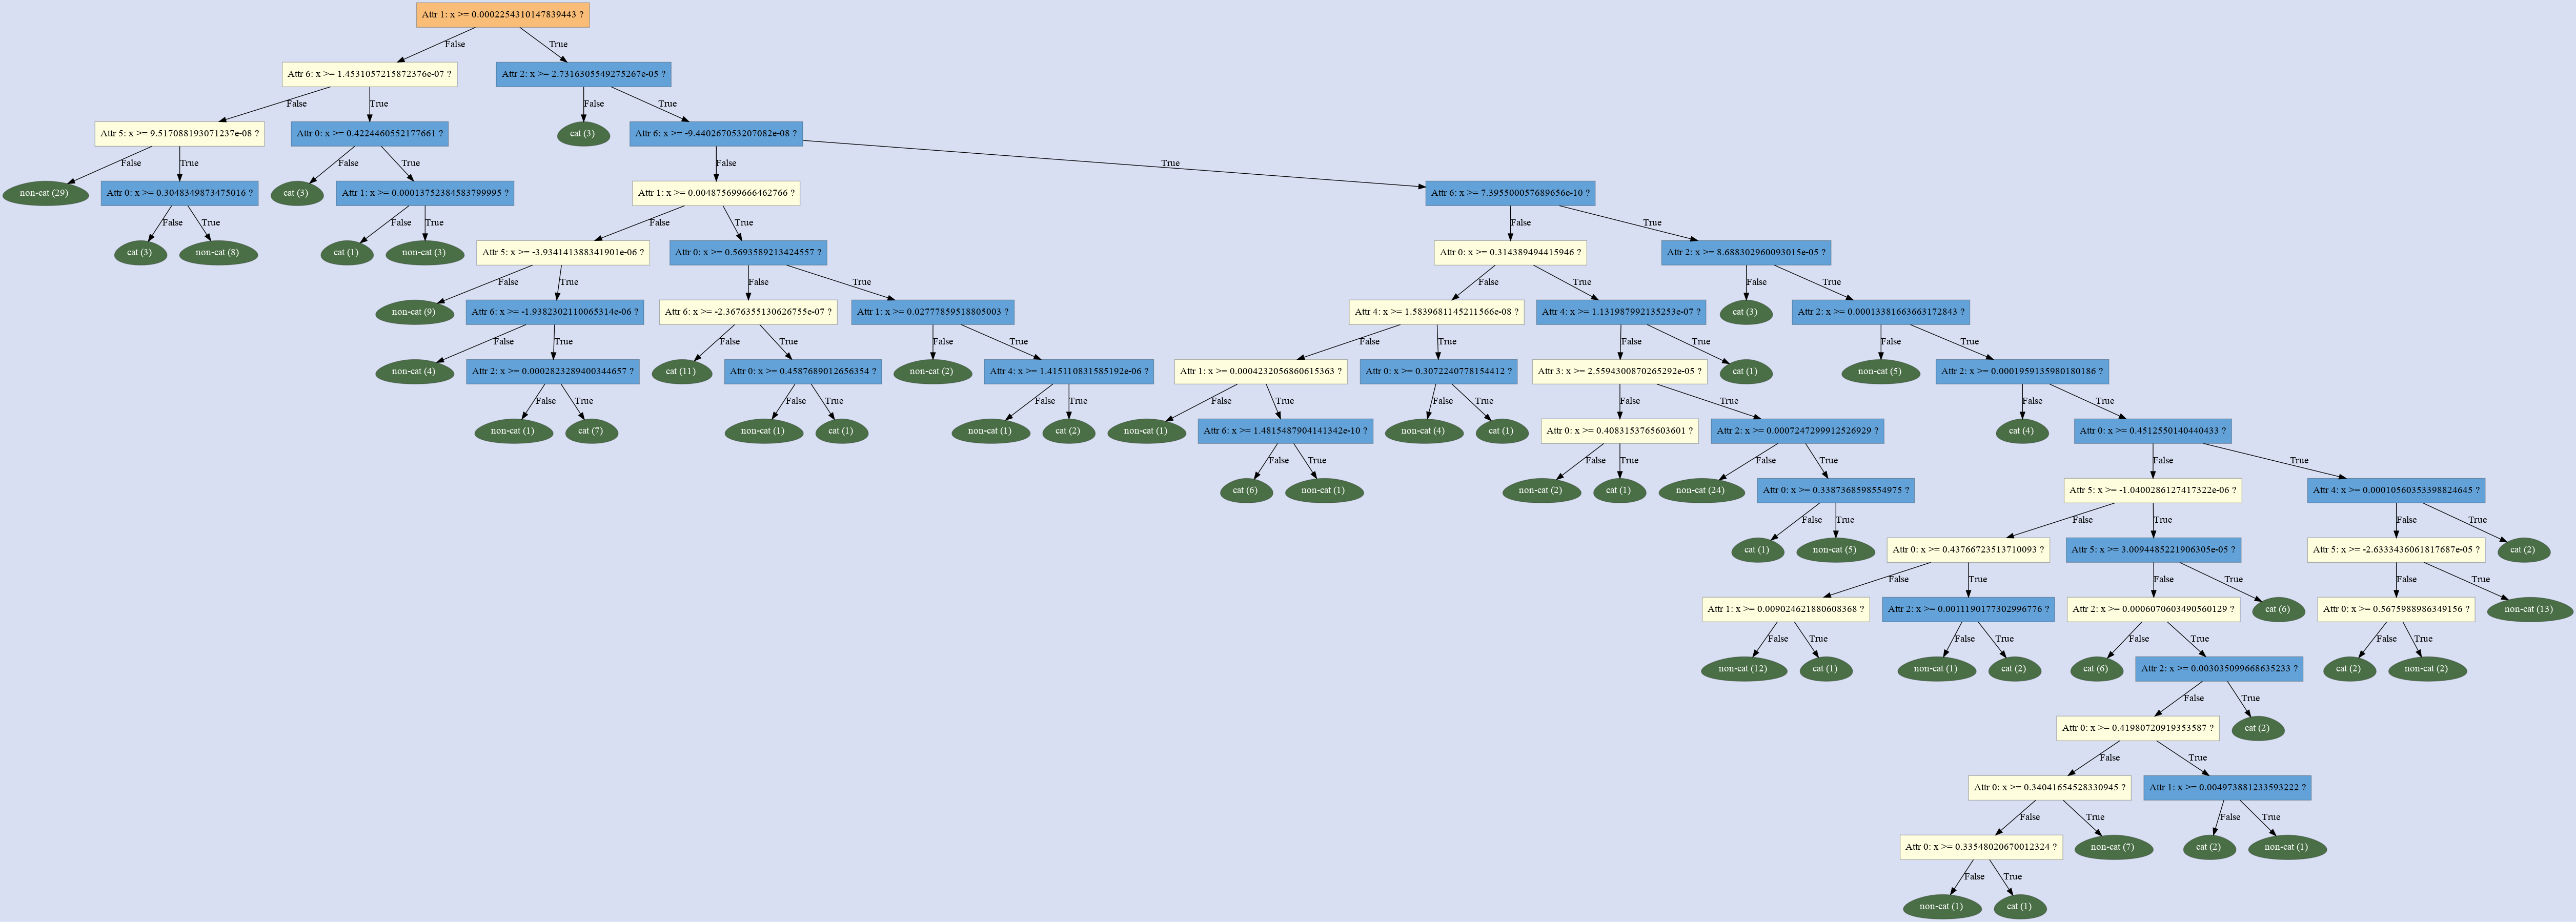 Attr 1: x >= 0.0002254310147839443 ?
False True
Attr 6: x >= 1.4531057215872376e-07 ? Attr 2: x >= 2.7316305549275267e-05 ?
False True False True
Attr 5: x >= 9.517088193071237e-08 ? Attr 0: x >= 0.4224460552177661 ? cat (3) Attr 6: x >= -9.440267053207082e-08 ?
False True False True False True
non-cat (29) Attr 0: x >= 0.3048349873475016 ? cat (3) Attr 1: x >= 0.00013752384583799995 ? Attr 1: x >= 0.004875699666462766 ? Attr 6: x >= 7.395500057689656e-10 ?
False True False True False True False True
cat (3) non-cat (8) cat (1) non-cat (3) Attr 5: x >= -3.934141388341901e-06 ? Attr 0: x >= 0.5693589213424557 ? Attr 0: x >= 0.314389494415946 ? Attr 2: x >= 8.688302960093015e-05 ?
False True False True False True False True
non-cat (9) Attr 6: x >= -1.9382302110065314e-06 ? Attr 6: x >= -2.3676355130626755e-07 ? Attr 1: x >= 0.02777859518805003 ? Attr 4: x >= 1.5839681145211566e-08 ? Attr 4: x >= 1.131987992135253e-07 ? cat (3) Attr 2: x >= 0.00013381663663172843 ?
False True False True False True False True False True False True
non-cat (4) Attr 2: x >= 0.0002823289400344657 ? cat (11) Attr 0: x >= 0.4587689012656354 ? non-cat (2) Attr 4: x >= 1.415110831585192e-06 ? Attr 1: x >= 0.0004232056860615363 ? Attr 0: x >= 0.3072240778154412 ? Attr 3: x >= 2.5594300870265292e-05 ? cat (1) non-cat (5) Attr 2: x >= 0.0001959135980180186 ?
False True False True False True False True False True False True False True
non-cat (1) cat (7) non-cat (1) cat (1) non-cat (1) cat (2) non-cat (1) Attr 6: x >= 1.4815487904141342e-10 ? non-cat (4) cat (1) Attr 0: x >= 0.4083153765603601 ? Attr 2: x >= 0.0007247299912526929 ? cat (4) Attr 0: x >= 0.4512550140440433 ?
False True False True False True False True
cat (6) non-cat (1) non-cat (2) cat (1) non-cat (24) Attr 0: x >= 0.3387368598554975 ? Attr 5: x >= -1.0400286127417322e-06 ? Attr 4: x >= 0.00010560353398824645 ?
False True False True False True
cat (1) non-cat (5) Attr 0: x >= 0.43766723513710093 ? Attr 5: x >= 3.0094485221906305e-05 ? Attr 5: x >= -2.6333436061817687e-05 ? cat (2)
False True False True False True
Attr 1: x >= 0.009024621880608368 ? Attr 2: x >= 0.0011190177302996776 ? Attr 2: x >= 0.0006070603490560129 ? cat (6) Attr 0: x >= 0.5675988986349156 ? non-cat (13)
False True False True False True False True
non-cat (12) cat (1) non-cat (1) cat (2) cat (6) Attr 2: x >= 0.003035099668635233 ? cat (2) non-cat (2)
False True
Attr 0: x >= 0.41980720919353587 ? cat (2)
False True
Attr 0: x >= 0.34041654528330945 ? Attr 1: x >= 0.004973881233593222 ?
False True False True
Attr 0: x >= 0.33548020670012324 ? non-cat (7) cat (2) non-cat (1)
False True
non-cat (1) cat (1)